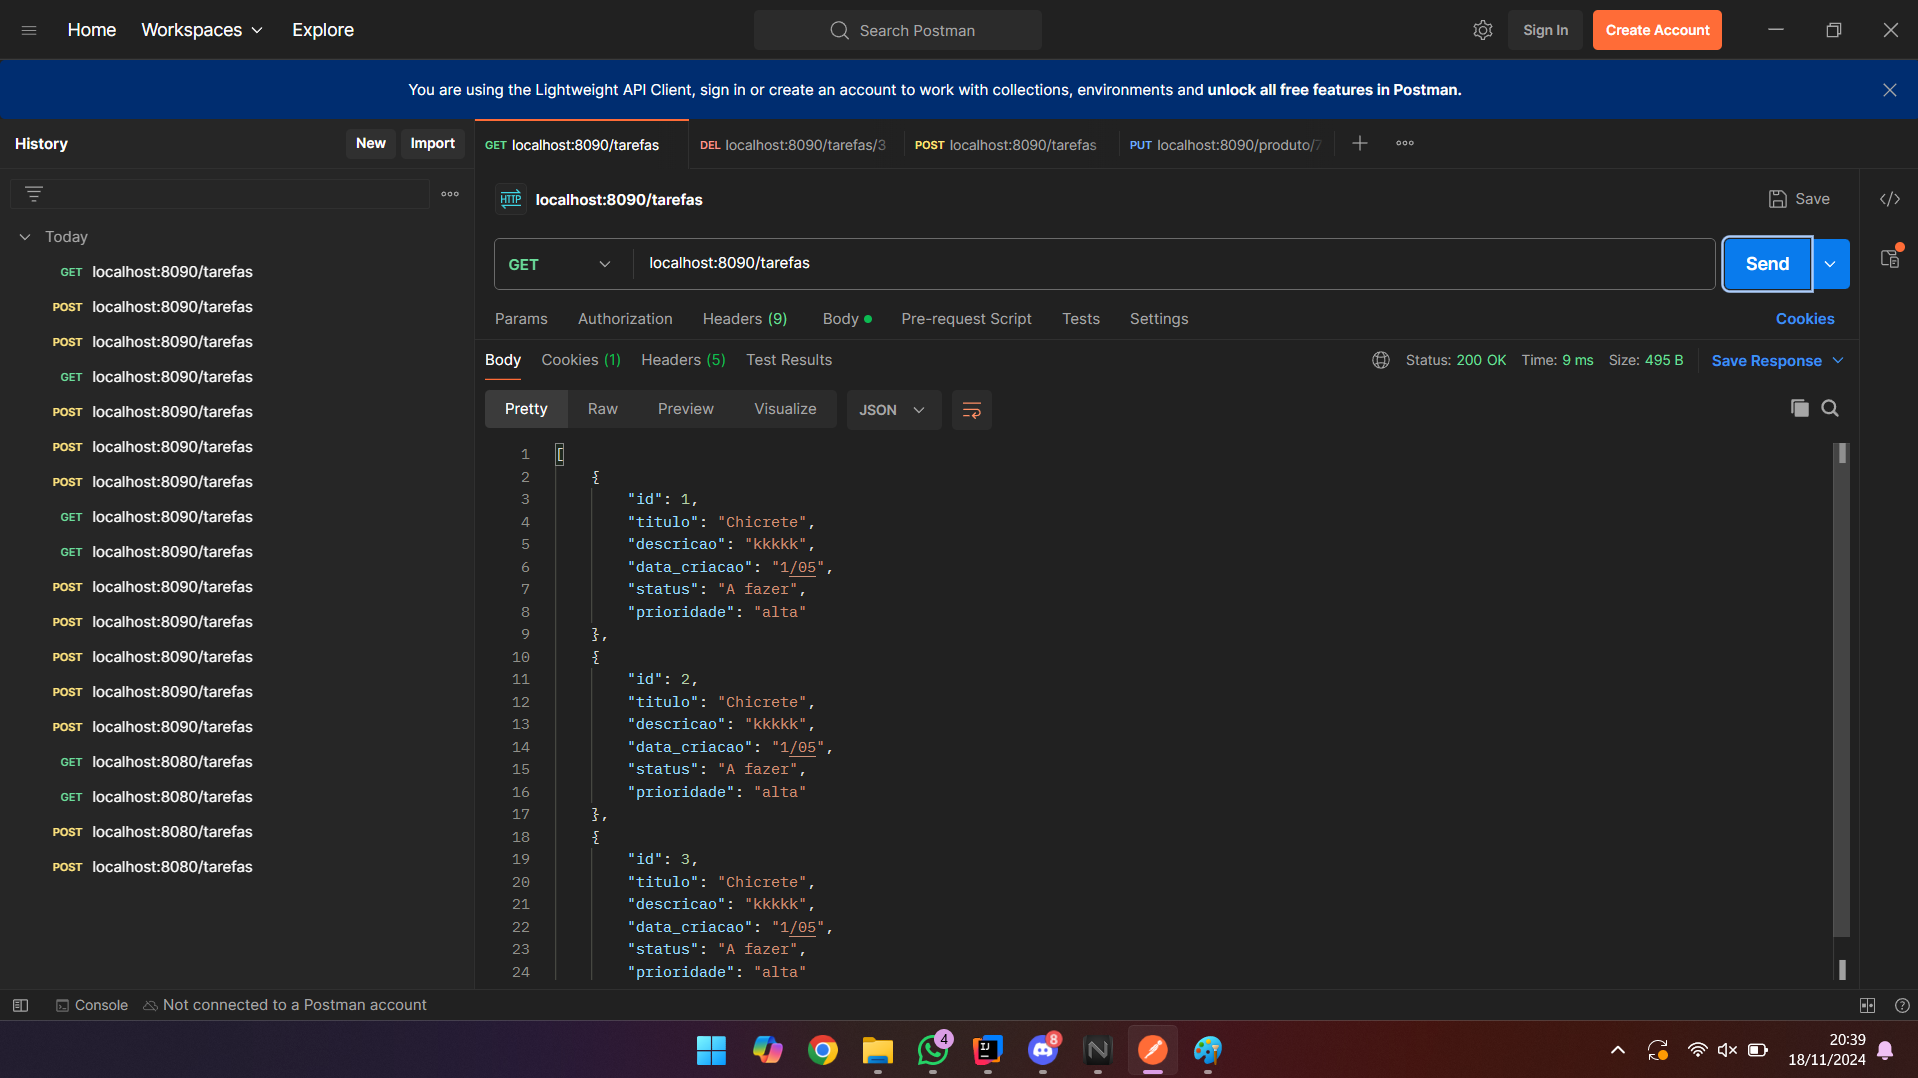 Home Workspaces Explore Search Postman Sign In Create Account
You are using the Lightweight API Client, sign in or create an account to work with collections, environments and unlock all free features in Postman.
History New Import
GET localhost:8090/tarefas DEL localhost:8090/tarefas/3 POST localhost:8090/tarefas PUT localhost:8090/produto/7
HTTP localhost:8090/tarefas Save
Today
GET localhost:8090/tarefas
POST localhost:8090/tarefas
POST localhost:8090/tarefas
GET localhost:8090/tarefas
POST localhost:8090/tarefas
POST localhost:8090/tarefas
POST localhost:8090/tarefas
GET localhost:8090/tarefas
GET localhost:8090/tarefas
POST localhost:8090/tarefas
POST localhost:8090/tarefas
POST localhost:8090/tarefas
POST localhost:8090/tarefas
POST localhost:8090/tarefas
GET localhost:8080/tarefas
GET localhost:8080/tarefas
POST localhost:8080/tarefas
POST localhost:8080/tarefas
GET localhost:8090/tarefas Send
Params Authorization Headers (9) Body Pre-request Script Tests Settings Cookies
Body Cookies (1) Headers (5) Test Results Status: 200 OK Time: 9 ms Size: 495 B Save Response
Pretty Raw Preview Visualize JSON
1 [
2 {
3 "id": 1,
4 "titulo": "Chicrete",
5 "descricao": "kkkkk",
6 "data_criacao": "1/05",
7 "status": "A fazer",
8 "prioridade": "alta"
9 },
10 {
11 "id": 2,
12 "titulo": "Chicrete",
13 "descricao": "kkkkk",
14 "data_criacao": "1/05",
15 "status": "A fazer",
16 "prioridade": "alta"
17 },
18 {
19 "id": 3,
20 "titulo": "Chicrete",
21 "descricao": "kkkkk",
22 "data_criacao": "1/05",
23 "status": "A fazer",
24 "prioridade": "alta"
Console Not connected to a Postman account
4 IJ 8 20:39
18/11/2024